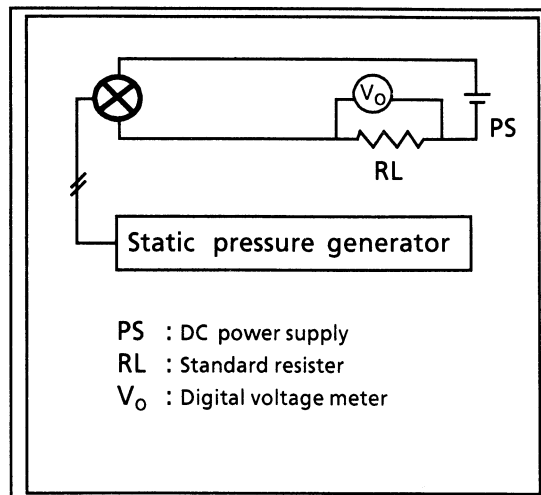 Vo
PS
RL
Static pressure generator
PS : DC power supply
RL : Standard resister
Vo : Digital voltage meter